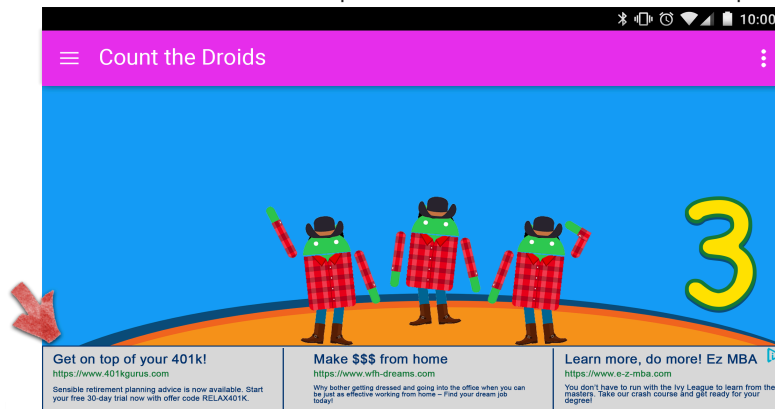 10:00
Count the Droids
3
Get on top of your 401k!
https://www.401kgurus.com
Sensible retirement planning advice is now available. Start
your free 30-day trial now with offer code RELAX401K.
Make $$$ from home
https://www.wfh-dreams.com
Why bother getting dressed and going into the office when you can
be just as effective working from home – Find your dream job
today!
Learn more, do more! Ez MBA
https://www.e-z-mba.com
You don't have to run with the Ivy League to learn from the
masters. Take our crash course and get ready for your
degree!